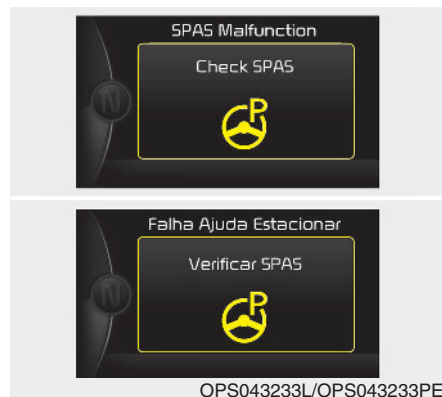 SPAS Malfunction
Check SPAS
P
Falha Ajuda Estacionar
Verificar SPAS
P
OPS043233L/OPS043233PE